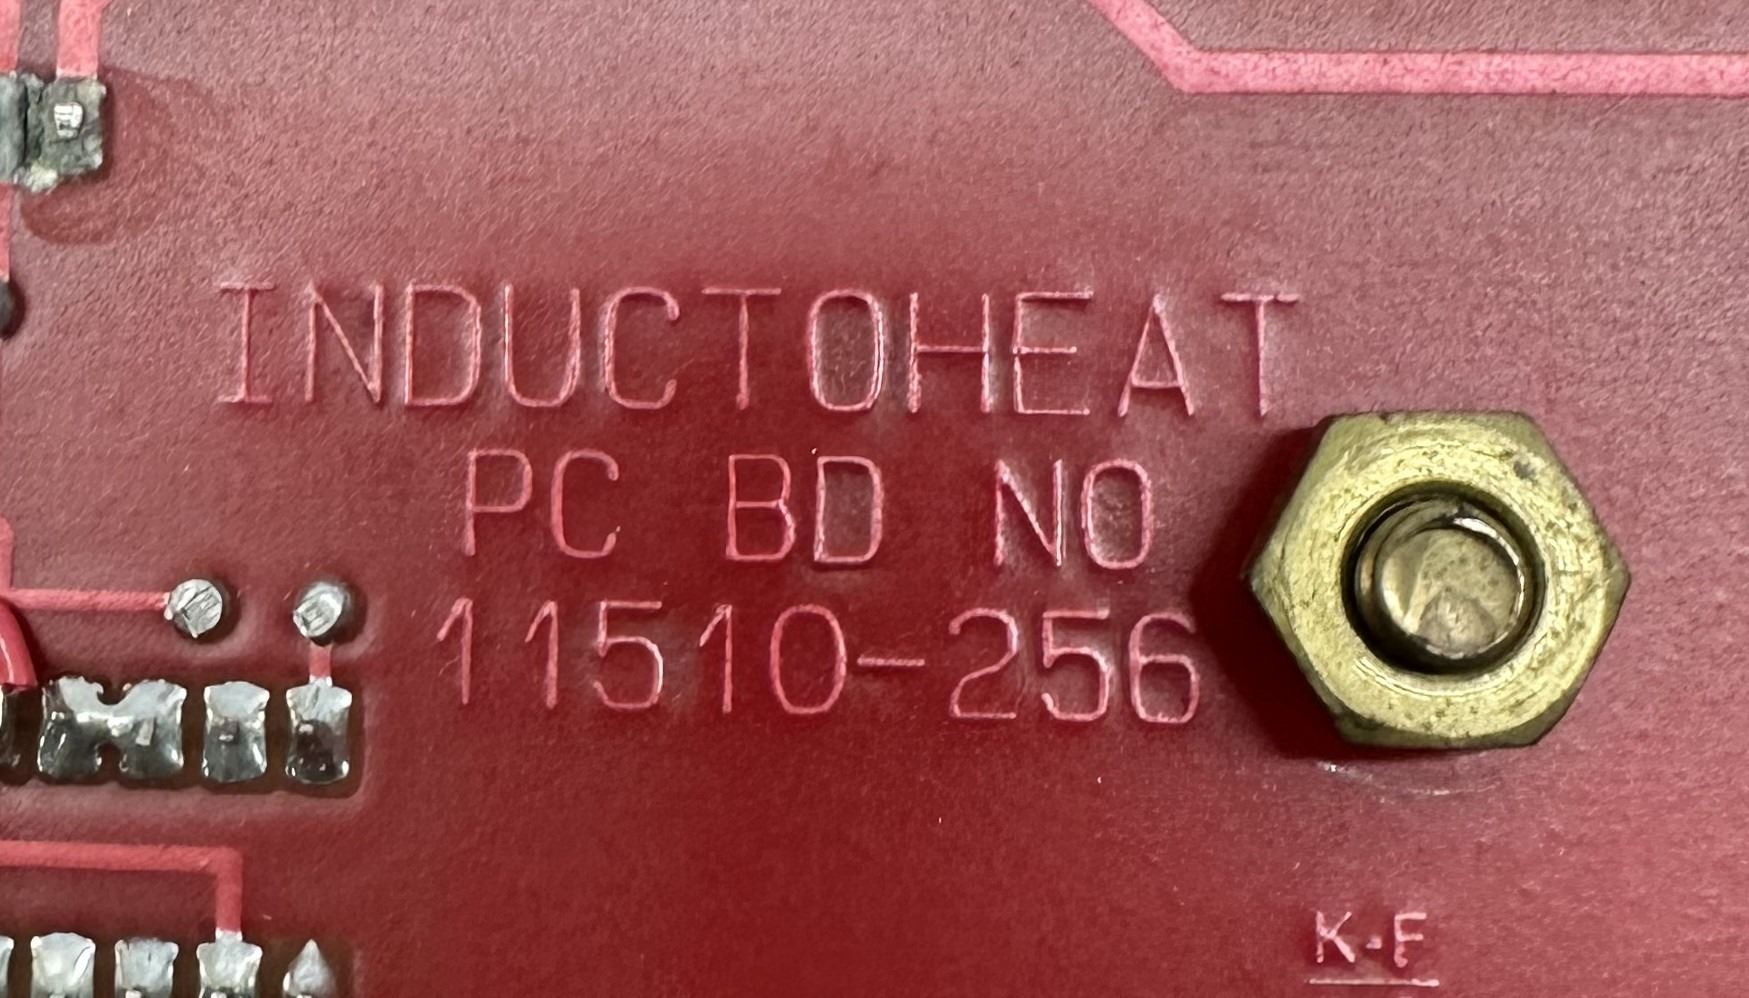 INDUCTOHEAT
PC BD NO
11510-256
K-F